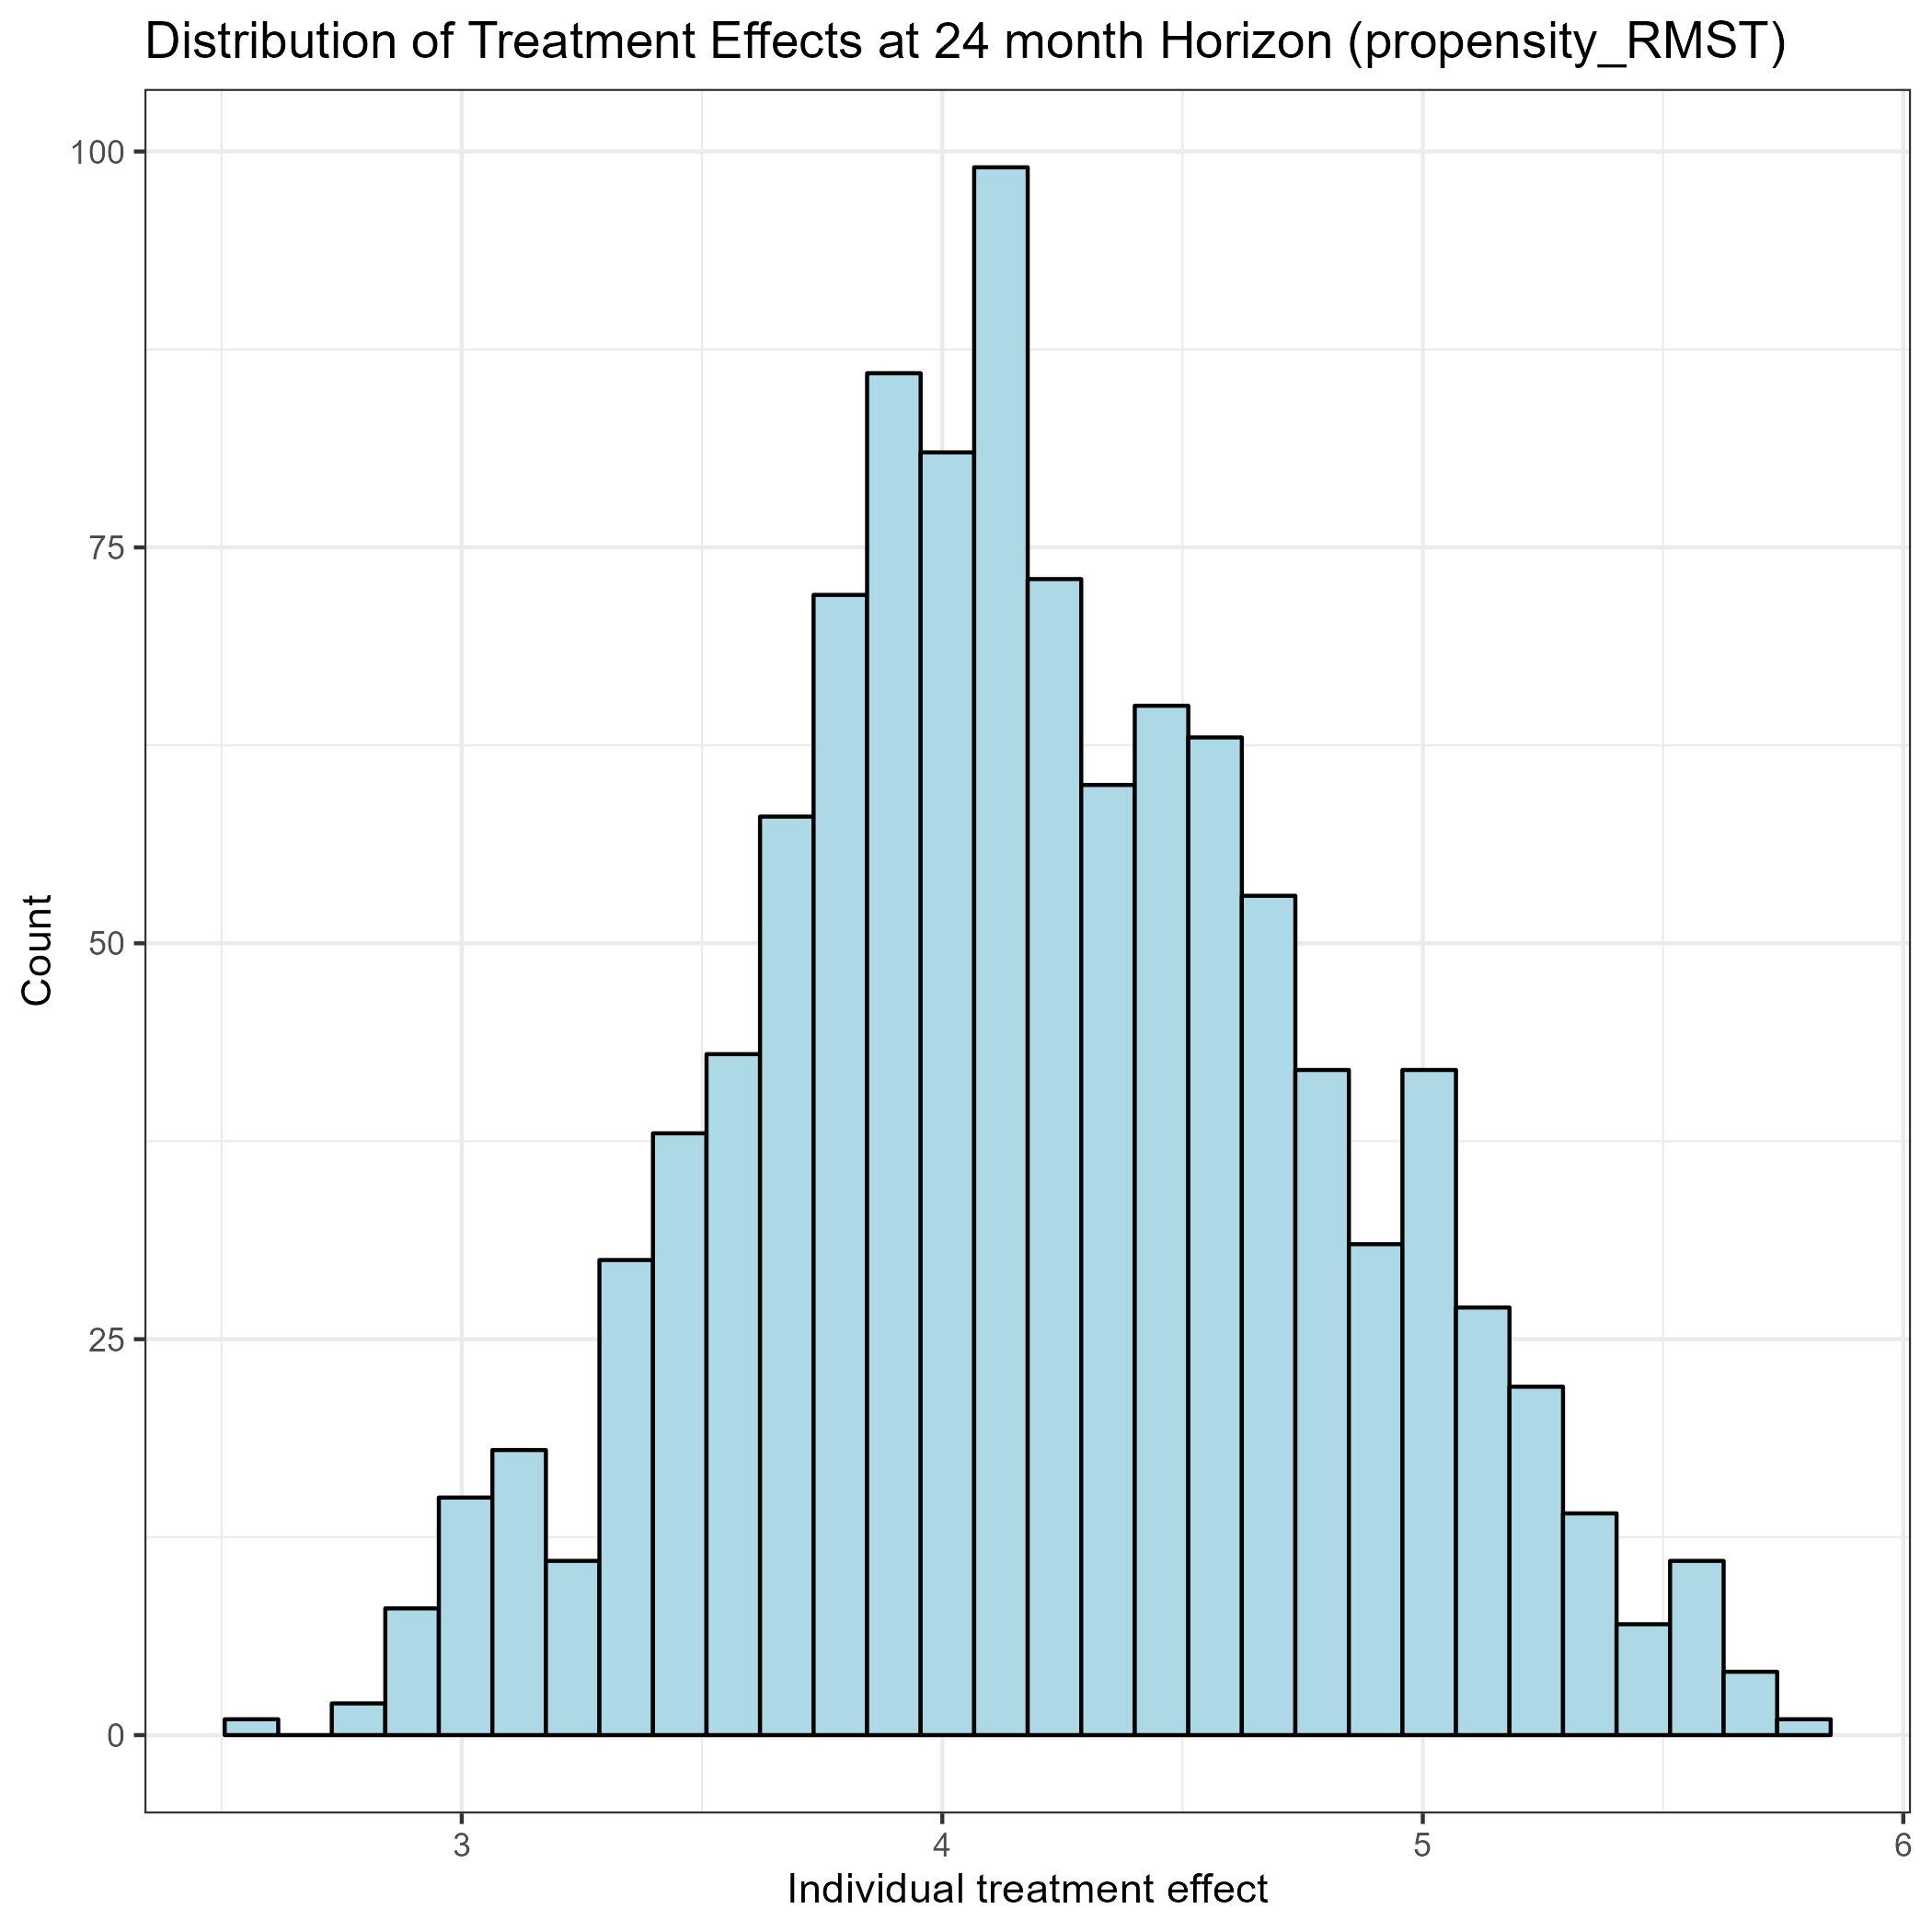 Distribution of Treatment Effects at 24 month Horizon (propensity_RMST)
100
75
50
25
0
Count
3 4 5 6
Individual treatment effect